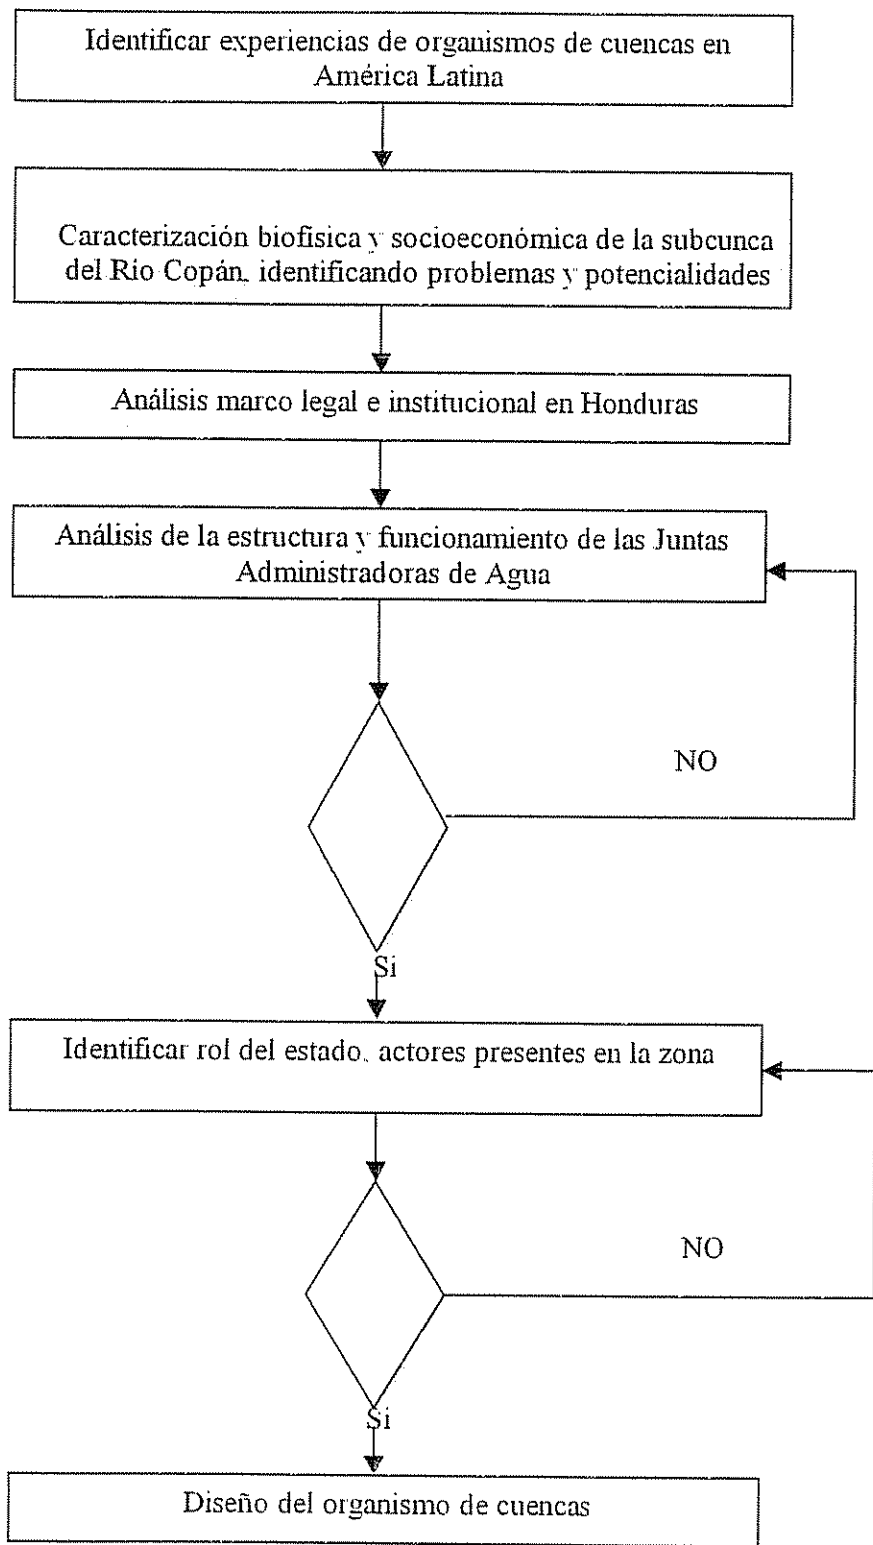 Identificar experiencias de organismos de cuencas en
América Latina
Caracterización biofísica y socioeconómica de la subcunca
del Río Copán, identificando problemas y potencialidades
Análisis marco legal e institucional en Honduras
Análisis de la estructura y funcionamiento de las Juntas
Administradoras de Agua
NO
Si
Identificar rol del estado, actores presentes en la zona
NO
Si
Diseño del organismo de cuencas